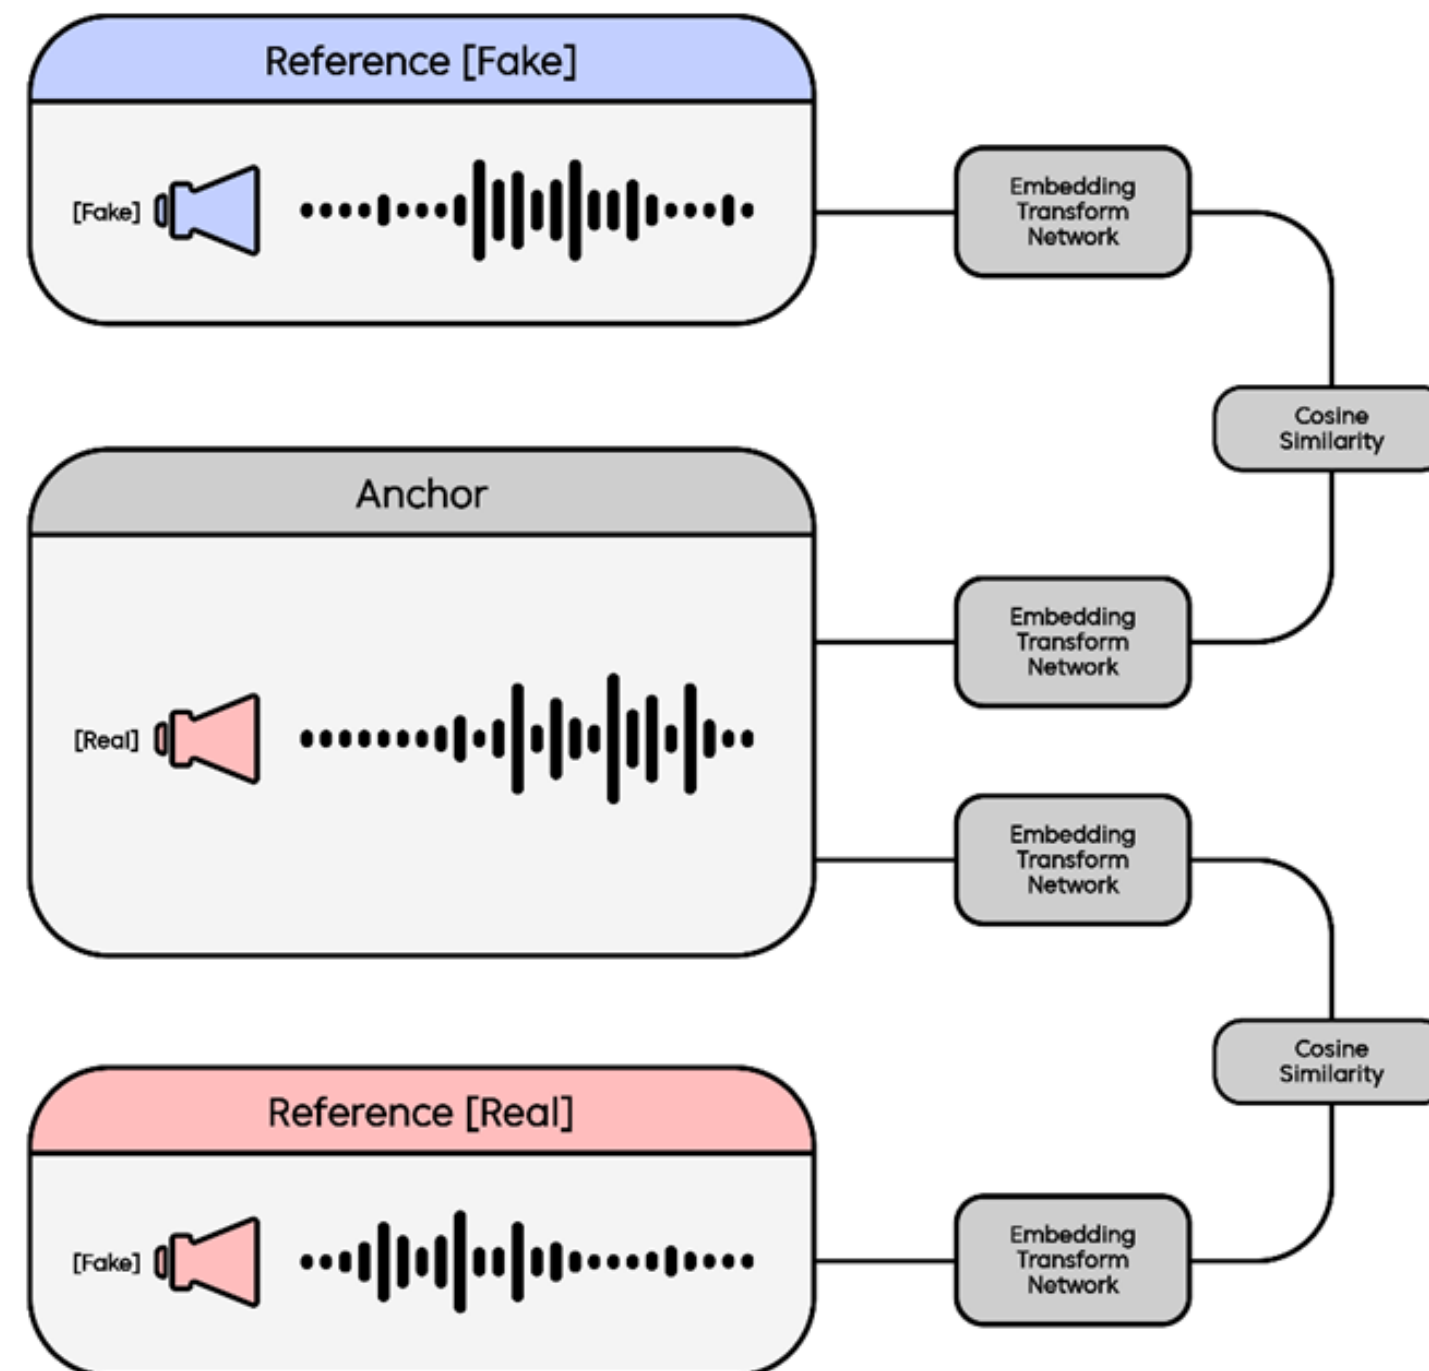 Reference [Fake]
[Fake]
Embedding
Transform
Network
Cosine
Similarity
Anchor
[Real]
Embedding
Transform
Network
Embedding
Transform
Network
Cosine
Similarity
Reference [Real]
[Fake]
Embedding
Transform
Network